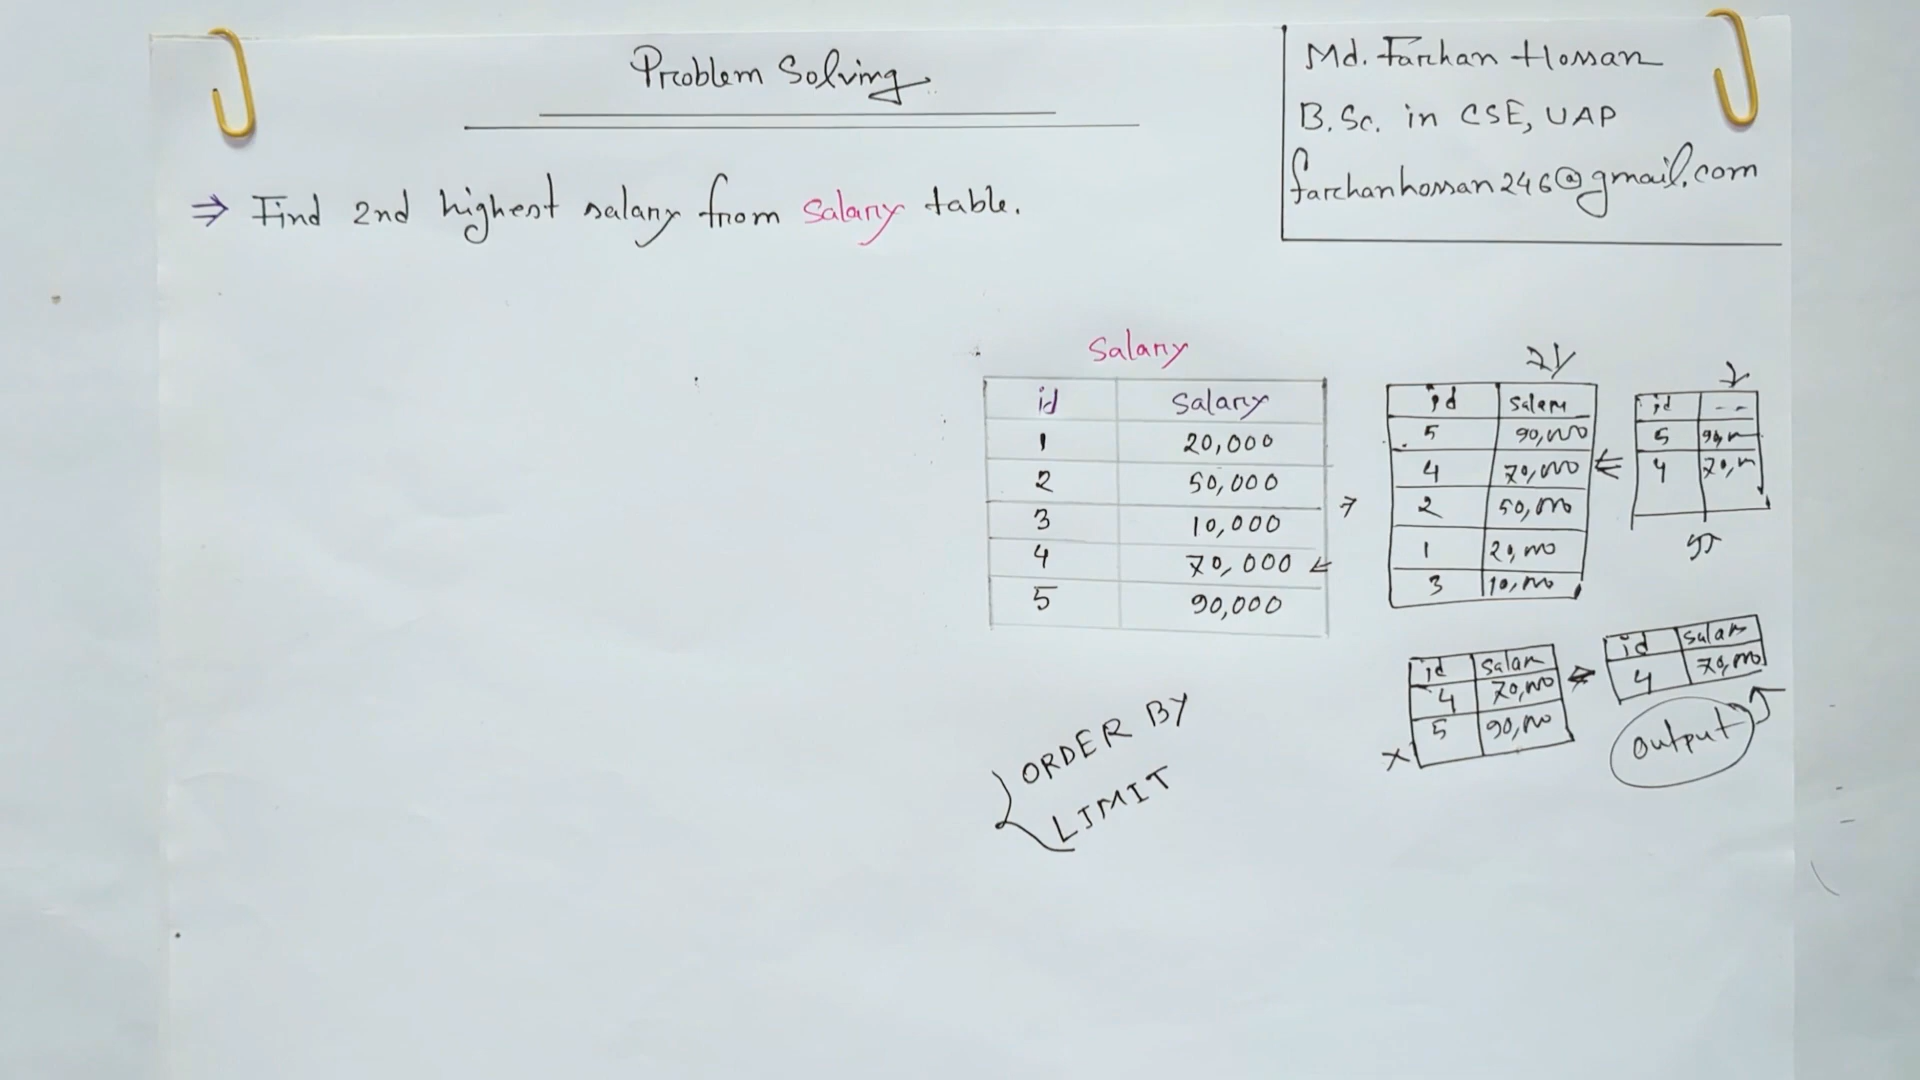 Problem Solving
Md. Farhan Hossan
B.Sc. in CSE, UAP
farhanhossan246@gmail.com
⇒ Find 2nd highest salary from Salary table.
Salary
id salary
1 20,000
2 50,000
3 10,000
4 70,000
5 90,000
id salary
5 90,000
4 70,000
2 50,000
1 20,000
3 10,000
id --
5
4
id salary
4 70,000
5 90,000
id salary
4 70,000
output
ORDER BY
LIMIT